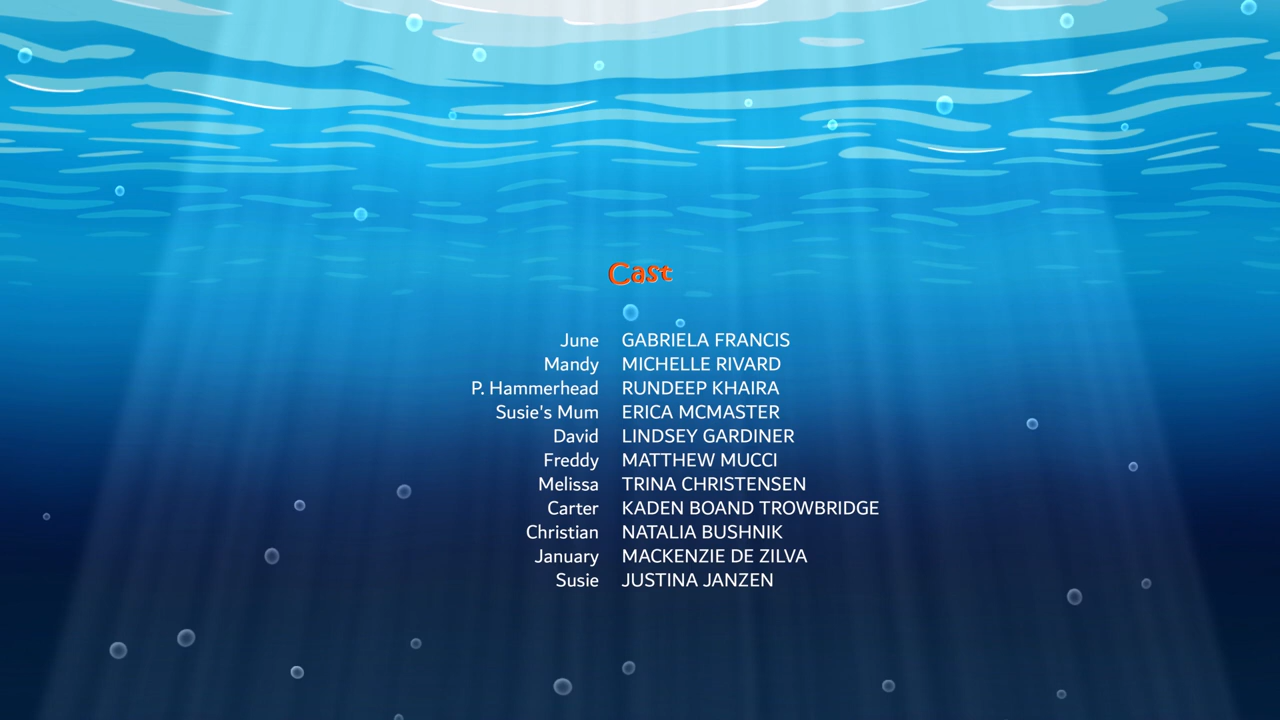 Cast
June GABRIELA FRANCIS
Mandy MICHELLE RIVARD
P. Hammerhead RUNDEEP KHAIRA
Susie's Mum ERICA MCMASTER
David LINDSEY GARDINER
Freddy MATTHEW MUCCI
Melissa TRINA CHRISTENSEN
Carter KADEN BOAND TROWBRIDGE
Christian NATALIA BUSHNIK
January MACKENZIE DE ZILVA
Susie JUSTINA JANZEN